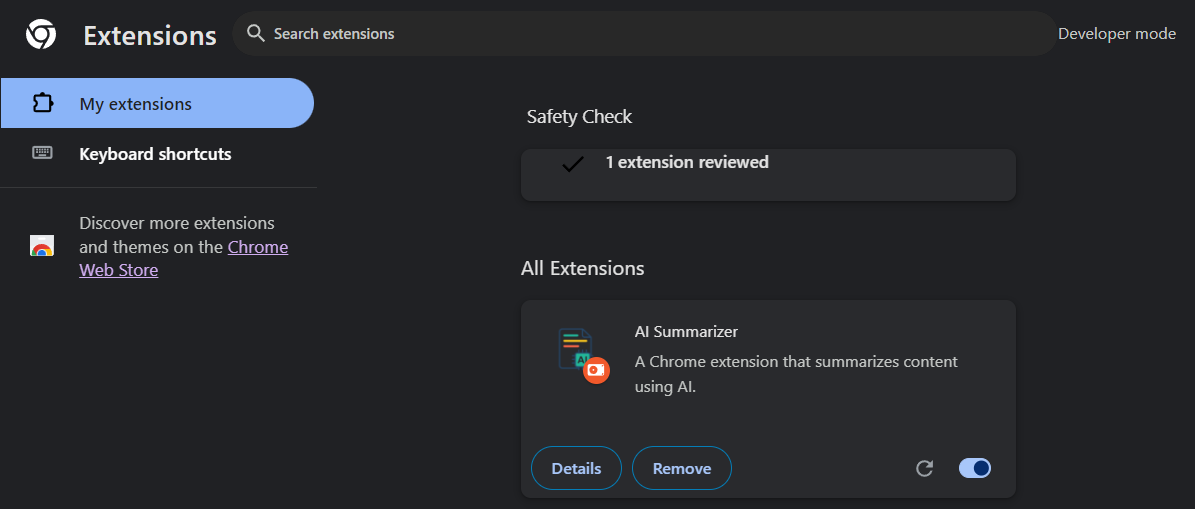 Extensions
Search extensions
Developer mode
My extensions
Keyboard shortcuts
Discover more extensions
and themes on the Chrome
Web Store
Safety Check
1 extension reviewed
All Extensions
AI Summarizer
A Chrome extension that summarizes content
using AI.
AI
Details
Remove